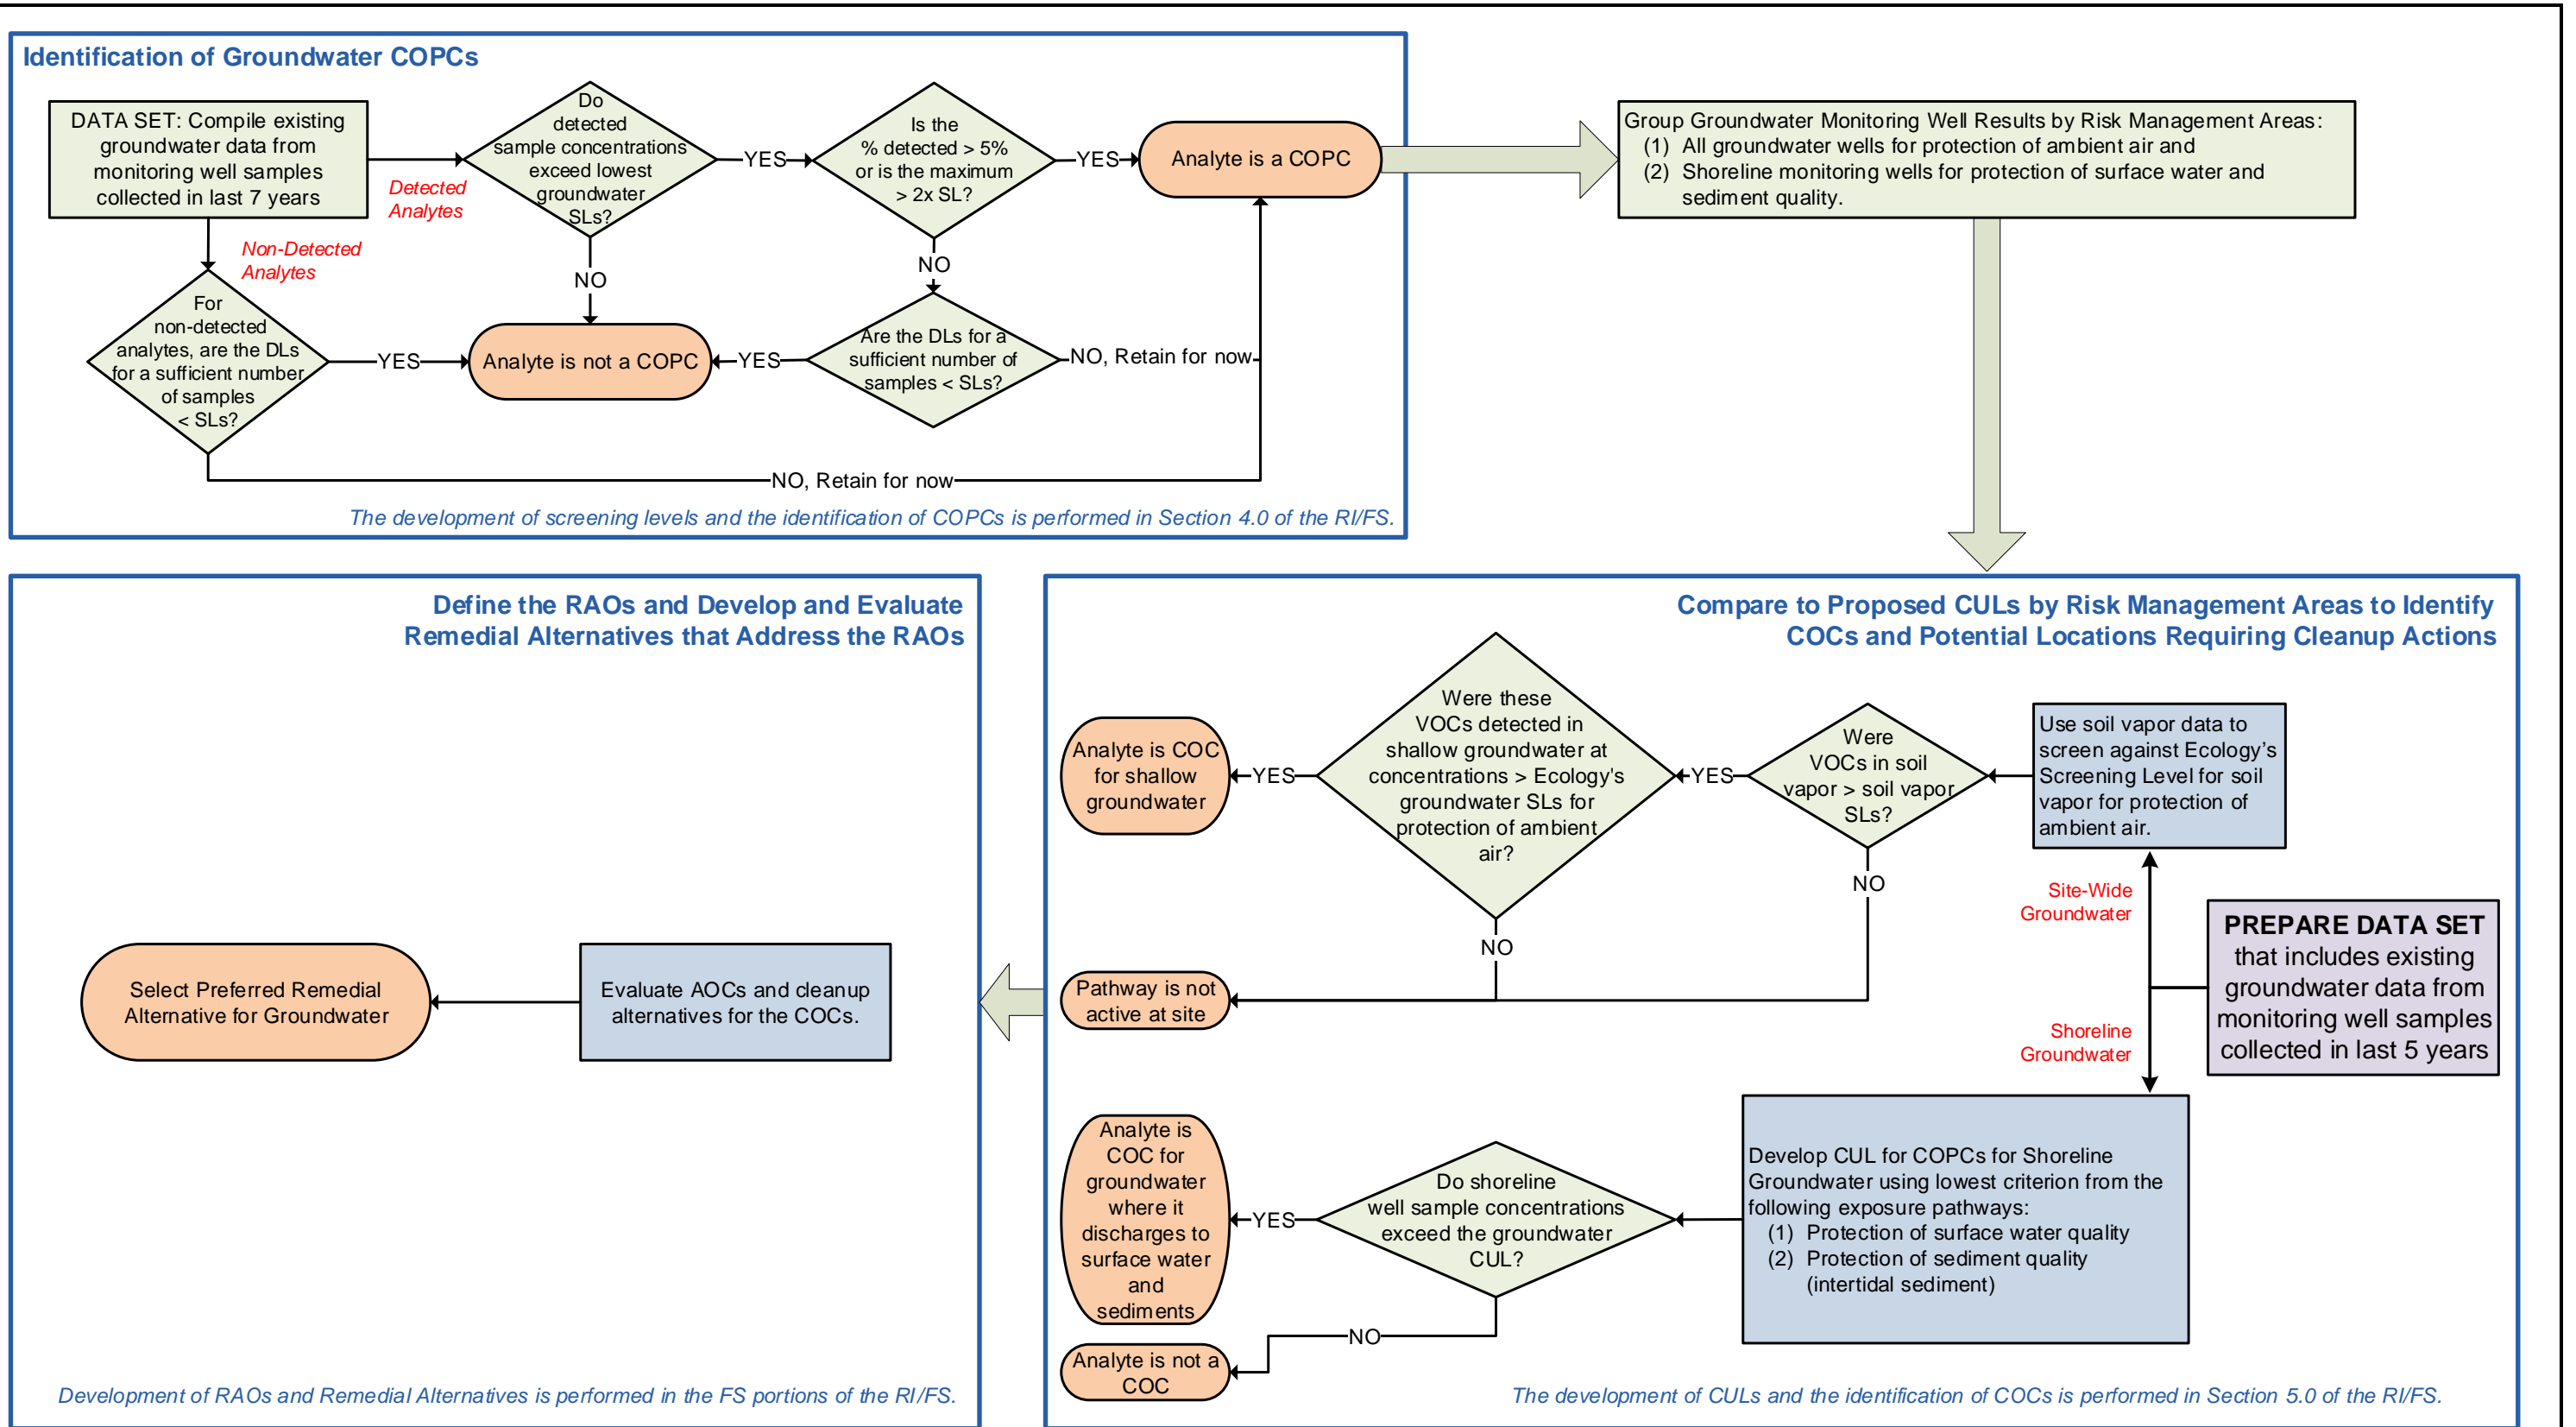 Identification of Groundwater COPCs
DATA SET: Compile existing
groundwater data from
monitoring well samples
collected in last 7 years
Detected
Analytes
Non-Detected
Analytes
Do
detected
sample concentrations
exceed lowest
groundwater
SLs?
YES
NO
Is the
% detected > 5%
or is the maximum
> 2x SL?
YES
NO
Analyte is a COPC
For
non-detected
analytes, are the DLs
for a sufficient number
of samples
< SLs?
YES
Analyte is not a COPC
YES
Are the DLs for a
sufficient number of
samples < SLs?
NO, Retain for now
NO, Retain for now
The development of screening levels and the identification of COPCs is performed in Section 4.0 of the RI/FS.
Group Groundwater Monitoring Well Results by Risk Management Areas:
(1) All groundwater wells for protection of ambient air and
(2) Shoreline monitoring wells for protection of surface water and
sediment quality.
Compare to Proposed CULs by Risk Management Areas to Identify
COCs and Potential Locations Requiring Cleanup Actions
PREPARE DATA SET
that includes existing
groundwater data from
monitoring well samples
collected in last 5 years
Site-Wide
Groundwater
Shoreline
Groundwater
Use soil vapor data to
screen against Ecology's
Screening Level for soil
vapor for protection of
ambient air.
Were
VOCs in soil
vapor > soil vapor
SLs?
YES
NO
Were these
VOCs detected in
shallow groundwater at
concentrations > Ecology's
groundwater SLs for
protection of ambient
air?
YES
NO
Analyte is COC
for shallow
groundwater
Pathway is not
active at site
Develop CUL for COPCs for Shoreline
Groundwater using lowest criterion from the
following exposure pathways:
(1) Protection of surface water quality
(2) Protection of sediment quality
(intertidal sediment)
Do shoreline
well sample concentrations
exceed the groundwater
CUL?
YES
NO
Analyte is
COC for
groundwater
where it
discharges to
surface water
and
sediments
Analyte is not a
COC
The development of CULs and the identification of COCs is performed in Section 5.0 of the RI/FS.
Define the RAOs and Develop and Evaluate
Remedial Alternatives that Address the RAOs
Evaluate AOCs and cleanup
alternatives for the COCs.
Select Preferred Remedial
Alternative for Groundwater
Development of RAOs and Remedial Alternatives is performed in the FS portions of the RI/FS.